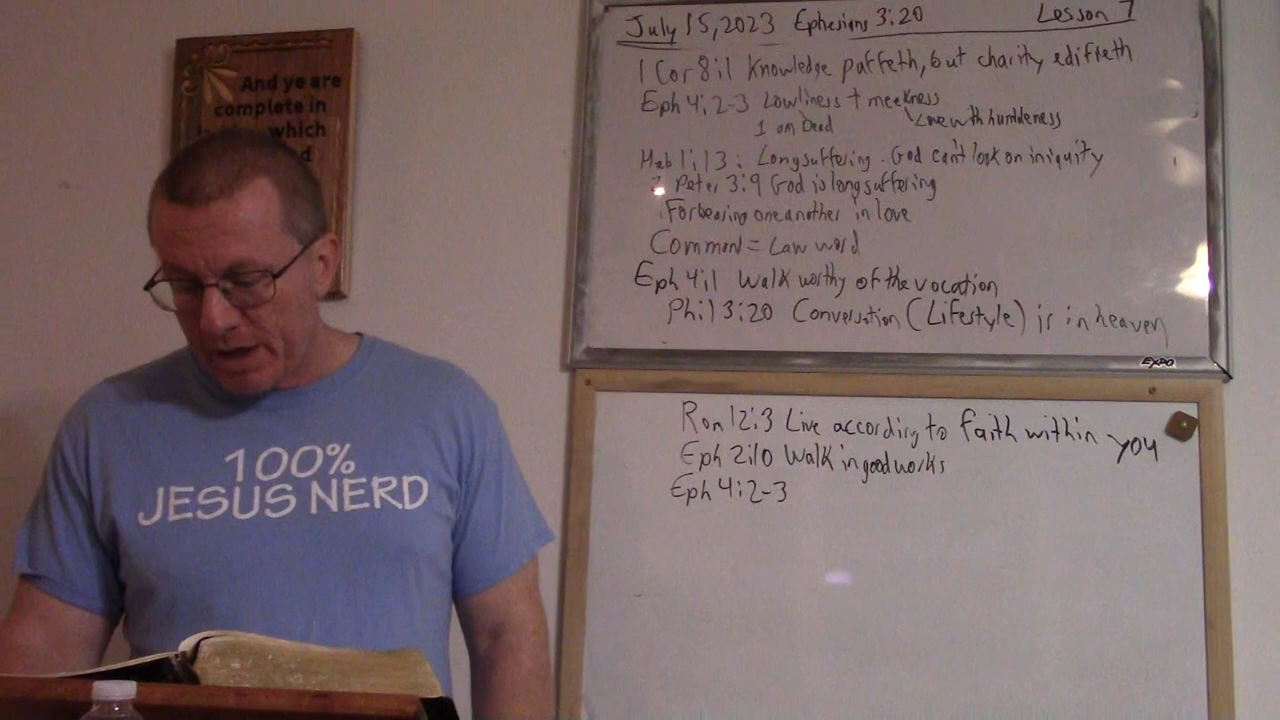 And ye are
complete in
which
d
100%
JESUS NERD
July 15, 2023 Ephesians 3:20 Lesson 7
1 Cor 8:1 Knowledge puffeth, but charity edifieth
Eph 4:2-3 Lowliness + meekness
I am Dead Love with humbleness
Hab 1:13: Longsuffering. God can't look on iniquity
2 Peter 3:9 God is longsuffering
Forbearing one another in love
Command = Law word
Eph 4:1 Walk worthy of the vocation
Phil 3:20 Conversation (Lifestyle) is in heaven
EXPO
Rom 12:3 Live according to faith within you
Eph 2:10 Walk in good works
Eph 4:2-3